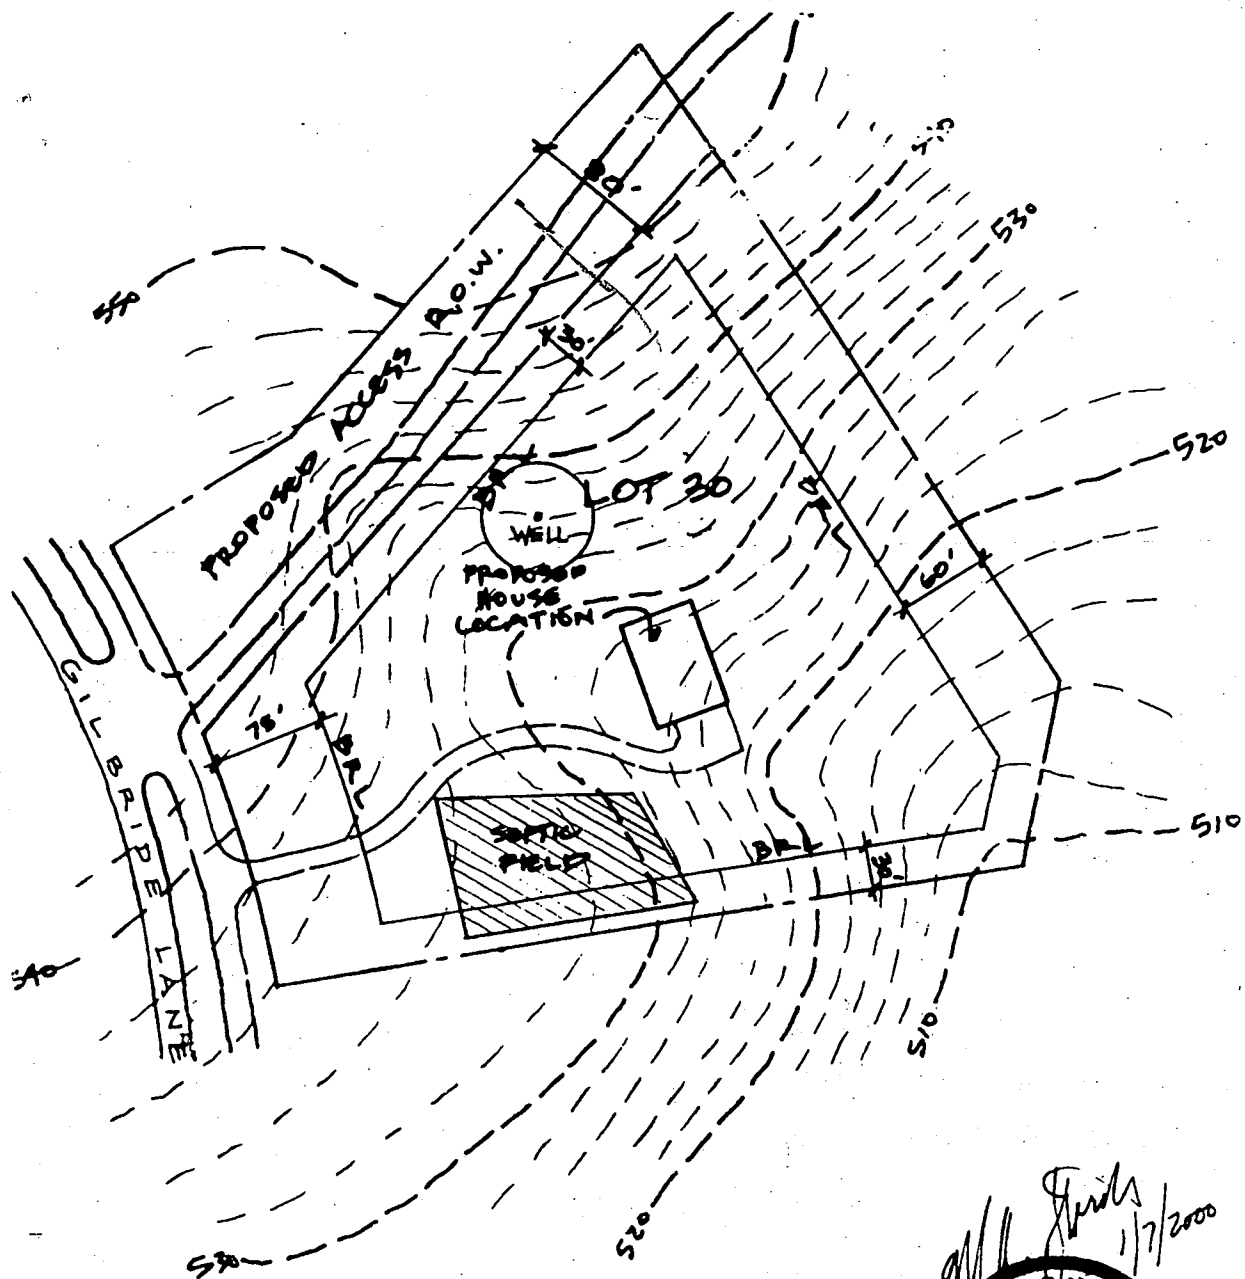 80'
530
550
PROPOSED ACCESS R.O.W.
30'
520
BRL
LOT 30
BRL
WELL
PROPOSED
HOUSE
LOCATION
60'
GILBRIDE LANE
75'
BRL
SEPTIC
FIELD
BRL
30'
510
540
510
530
520
1/7/2000